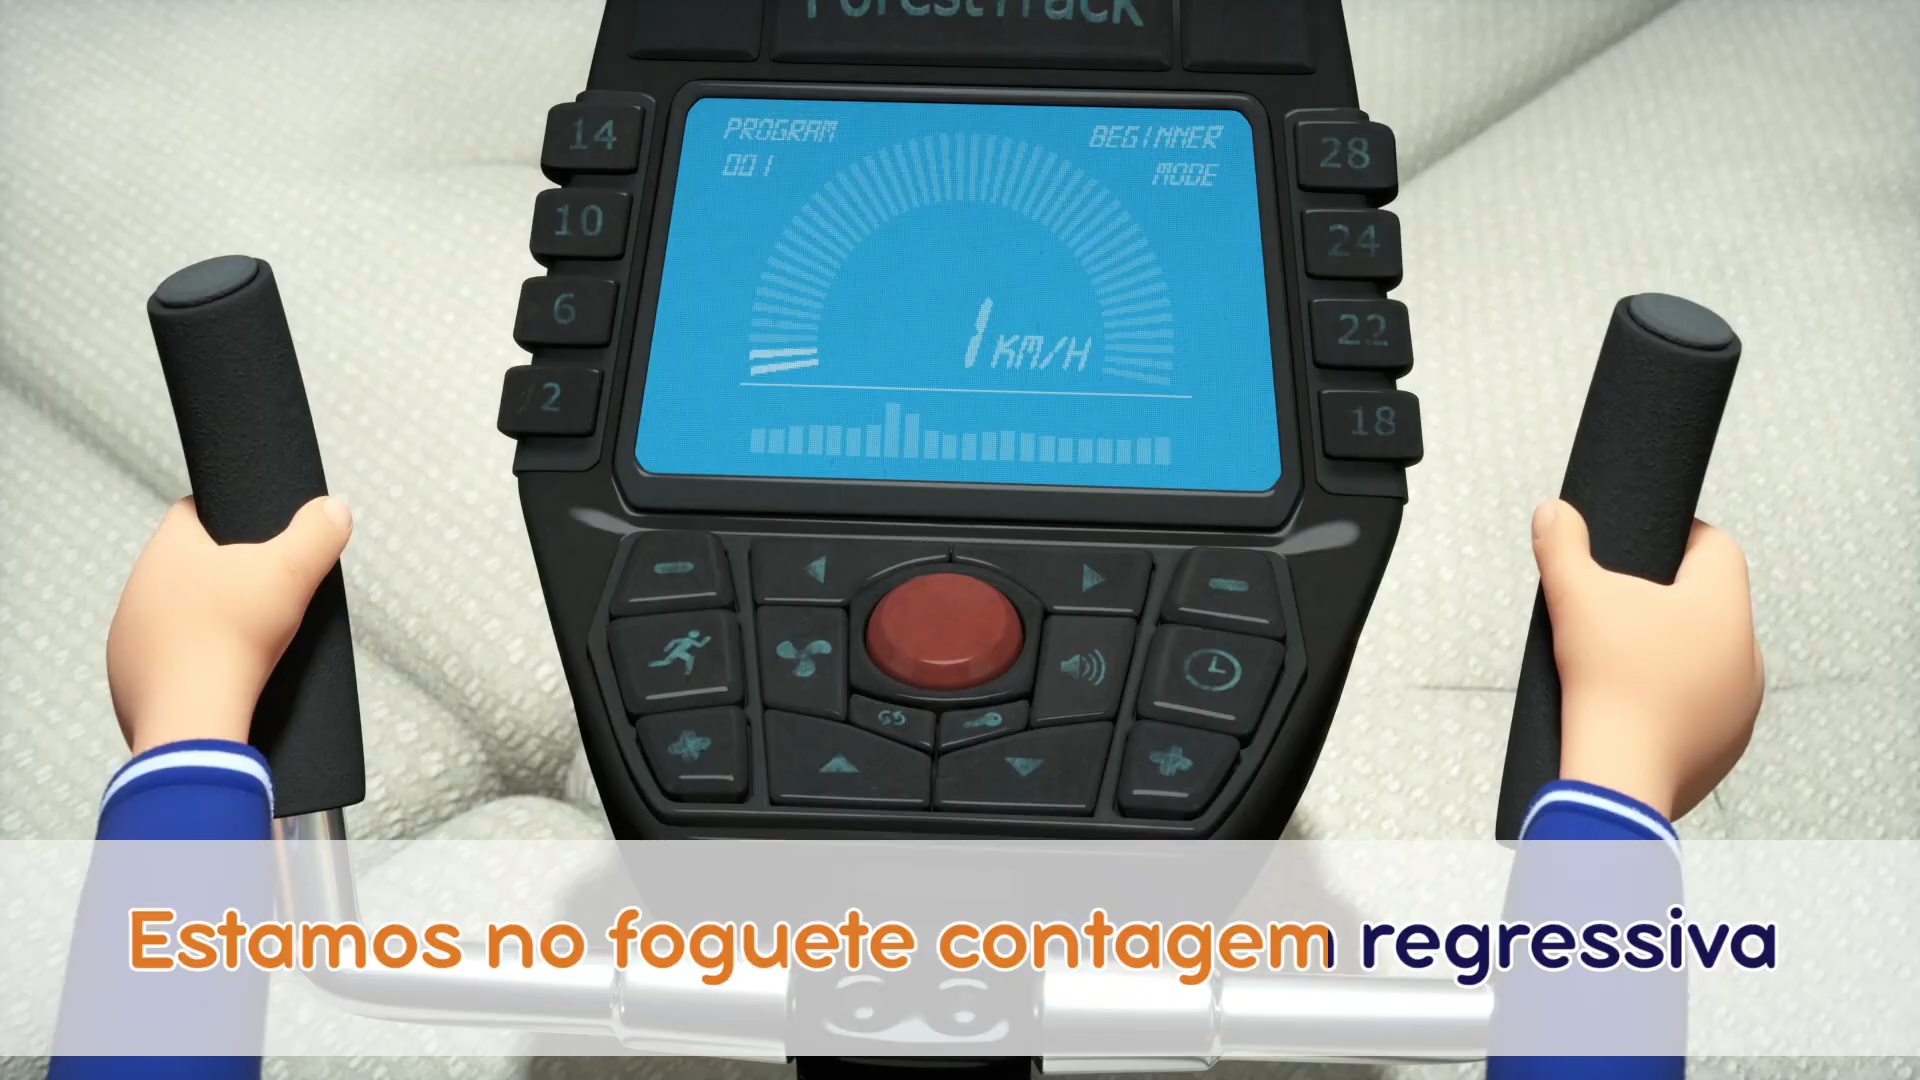 ForestTrack
PROGRAM
001
BEGINNER
MODE
14
10
6
2
28
24
22
18
1 KM/H
Estamos no foguete contagem regressiva